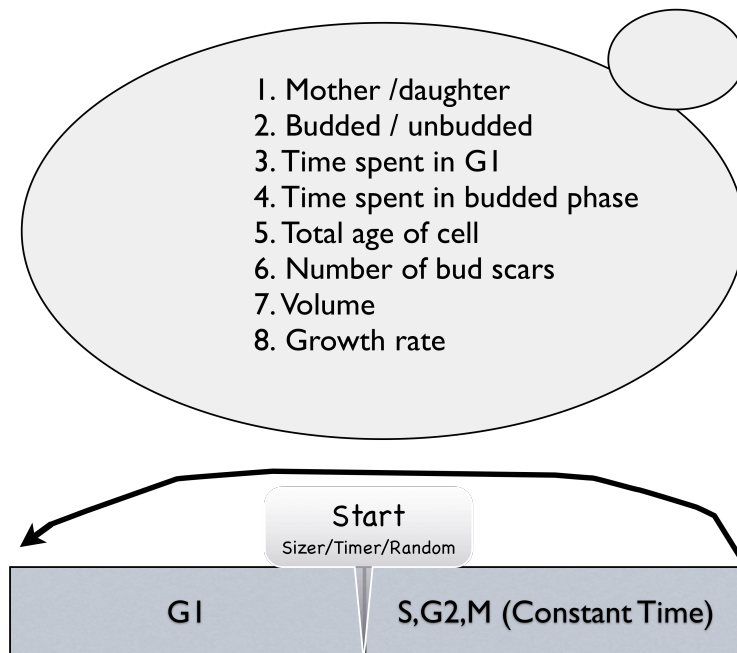 1. Mother /daughter
2. Budded / unbudded
3. Time spent in G1
4. Time spent in budded phase
5. Total age of cell
6. Number of bud scars
7. Volume
8. Growth rate
Start
Sizer/Timer/Random
G1
S,G2,M (Constant Time)